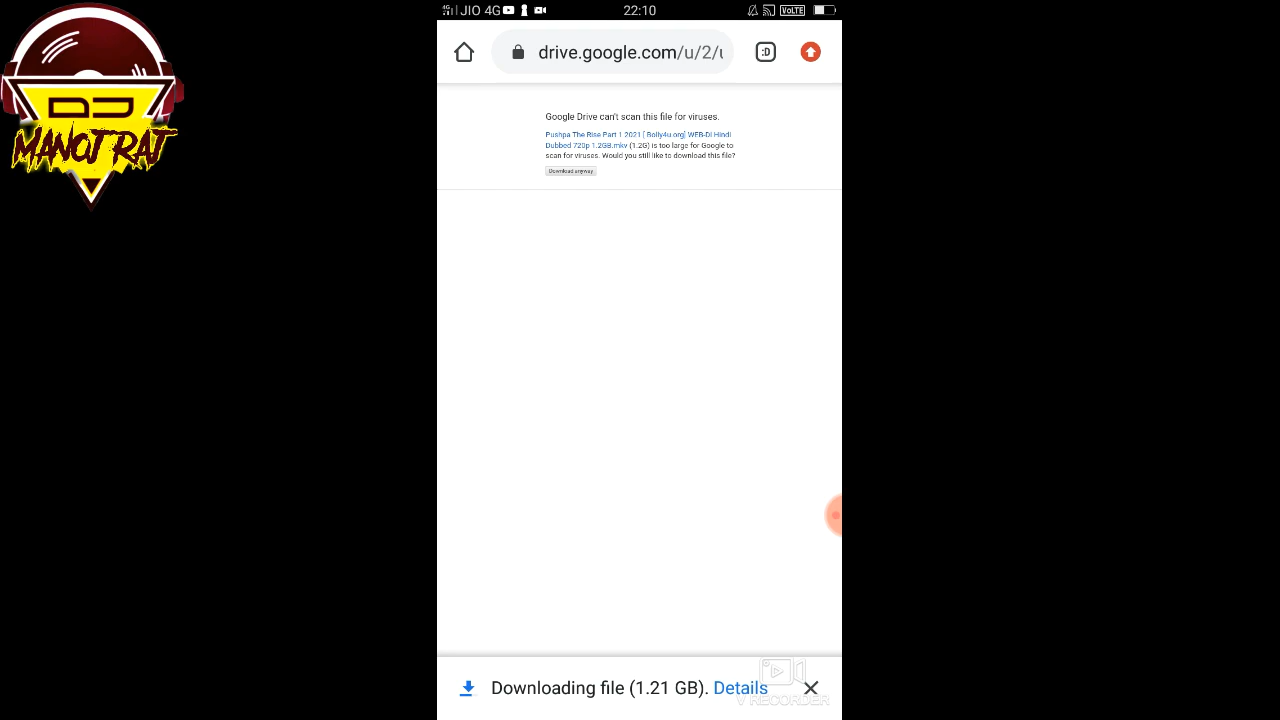 4G JIO 4G 22:10 VoLTE
drive.google.com/u/2/u
:D
DJ
MANOJ RAJ
Google Drive can't scan this file for viruses.
Pushpa The Rise Part 1 2021 [ Bolly4u org] WEB-Dl Hindi
Dubbed 720p 1.2GB.mkv (1.2G) is too large for Google to
scan for viruses. Would you still like to download this file?
Download anyway
Downloading file (1.21 GB). Details
V RECORDER